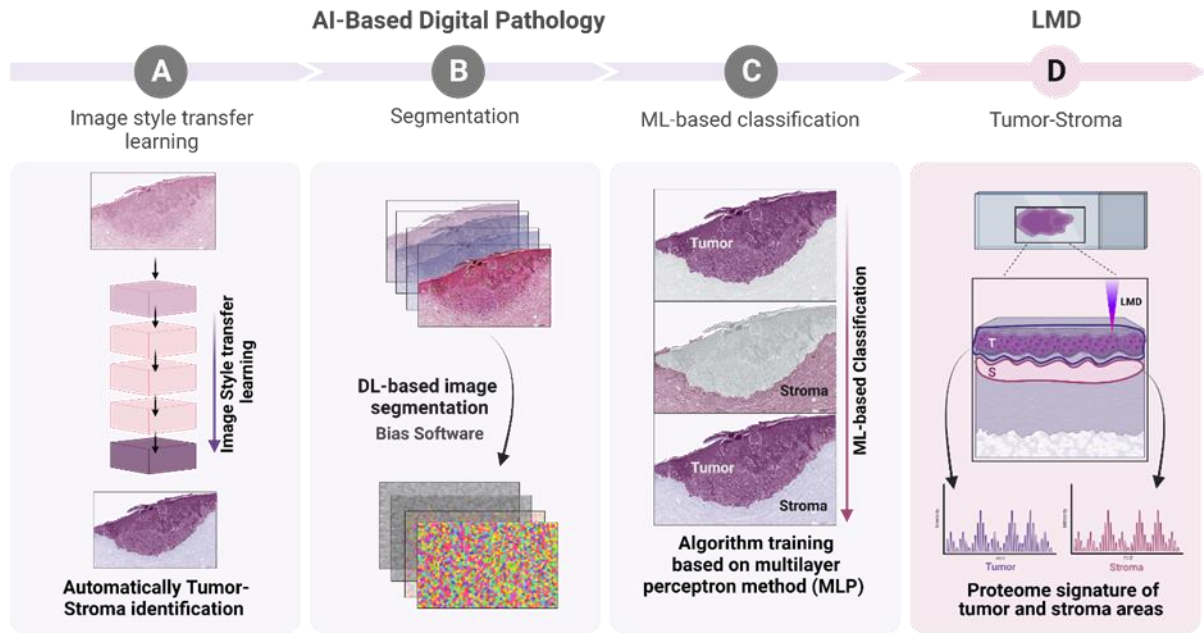 AI-Based Digital Pathology
LMD
A
B
C
D
Image style transfer
learning
Segmentation
ML-based classification
Tumor-Stroma
Image Style transfer
learning
Automatically Tumor-
Stroma identification
DL-based image
segmentation
Bias Software
Tumor
Stroma
Tumor
Stroma
ML-based Classification
Algorithm training
based on multilayer
perceptron method (MLP)
LMD
T
S
Intensity
m/z
Tumor
Intensity
m/z
Stroma
Proteome signature of
tumor and stroma areas